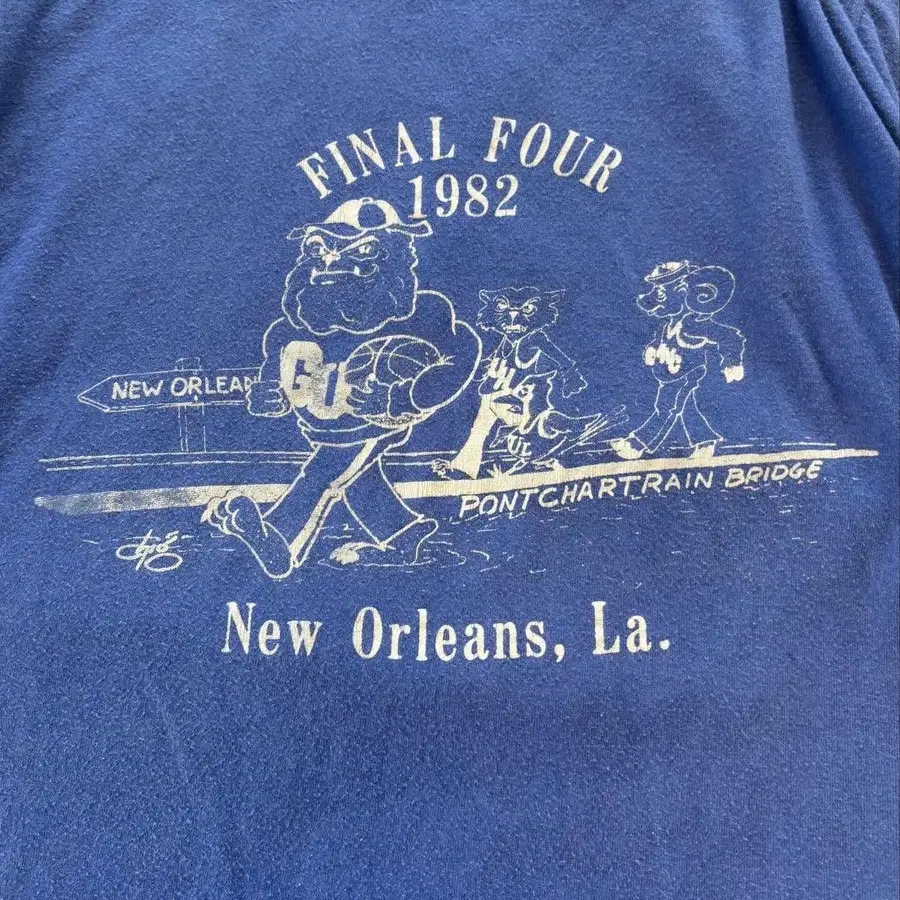 FINAL FOUR
1982
NEW ORLEAN
GU
PONTCHARTRAIN BRIDGE
New Orleans, La.